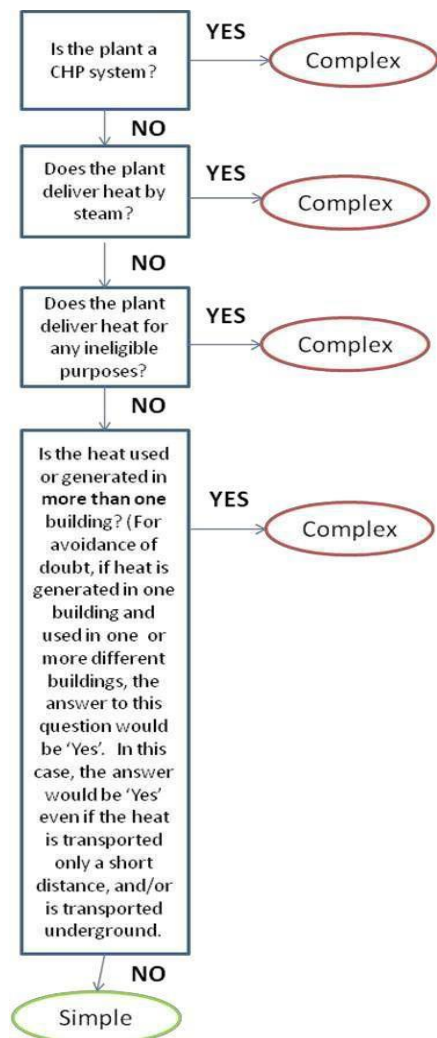 Is the plant a
CHP system?
YES
Complex
NO
Does the plant
deliver heat by
steam?
YES
Complex
NO
Does the plant
deliver heat for
any ineligible
purposes?
YES
Complex
NO
Is the heat used
or generated in
more than one
building? (For
avoidance of
doubt, if heat is
generated in one
building and
used in one or
more different
buildings, the
answer to this
question would
be ‘Yes’. In this
case, the answer
would be ‘Yes’
even if the heat
is transported
only a short
distance, and/or
is transported
underground.
YES
Complex
NO
Simple